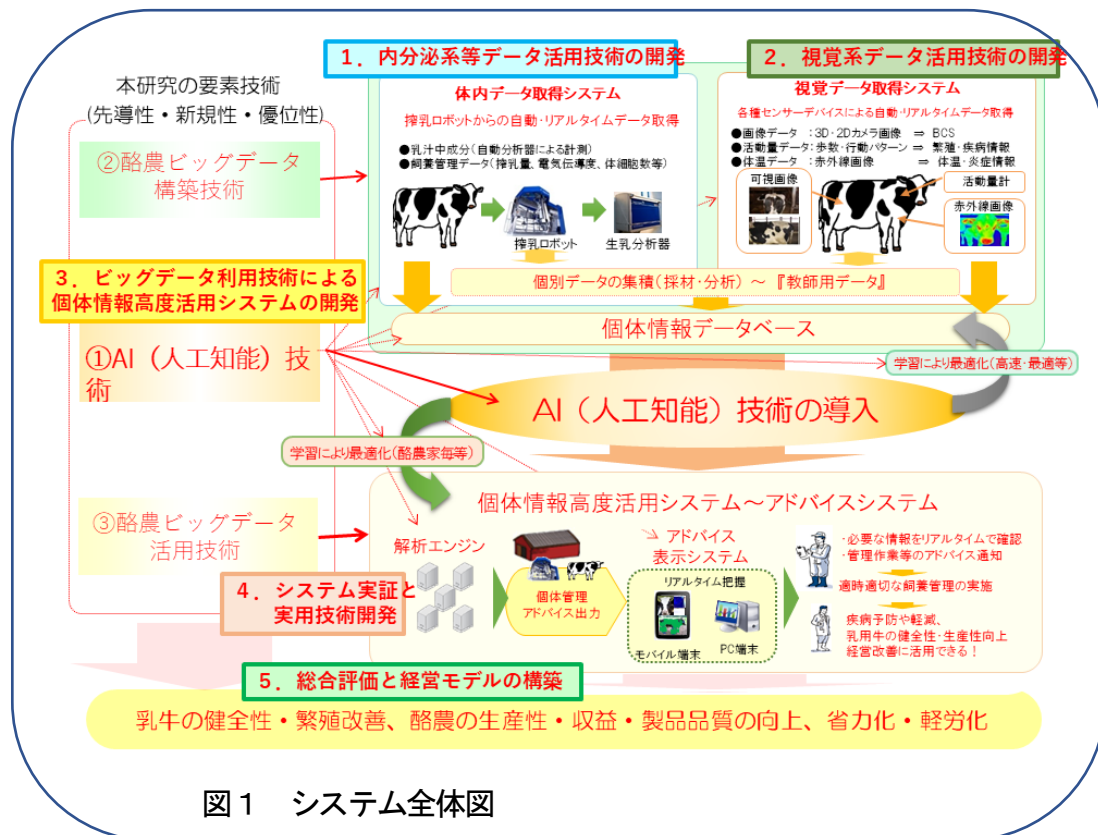 1．内分泌系等データ活用技術の開発
2．視覚系データ活用技術の開発
本研究の要素技術
(先導性・新規性・優位性)
②酪農ビッグデータ
構築技術
体内データ取得システム
搾乳ロボットからの自動・リアルタイムデータ取得
●乳汁中成分（自動分析器による計測）
●飼養管理データ（搾乳量、電気伝導度、体細胞数等）
搾乳ロボット
生乳分析器
視覚データ取得システム
各種センサーデバイスによる自動・リアルタイムデータ取得
●画像データ ：3D・2Dカメラ画像 ⇒ BCS
●活動量データ：歩数・行動パターン ⇒ 繁殖・疾病情報
●体温データ ：赤外線画像 ⇒ 体温・炎症情報
可視画像
活動量計
赤外線画像
個別データの集積（採材・分析）～『教師用データ』
個体情報データベース
3．ビッグデータ利用技術による
個体情報高度活用システムの開発
①AI（人工知能）技
術
学習により最適化（高速・最適等）
AI（人工知能）技術の導入
学習により最適化（酪農家毎等）
③酪農ビッグデータ
活用技術
個体情報高度活用システム～アドバイスシステム
解析エンジン
個体管理
アドバイス出力
アドバイス
表示システム
リアルタイム把握
モバイル端末
PC端末
・必要な情報をリアルタイムで確認
・管理作業等のアドバイス通知
適時適切な飼養管理の実施
疾病予防や軽減、
乳用牛の健全性・生産性向上
経営改善に活用できる！
4．システム実証と
実用技術開発
5．総合評価と経営モデルの構築
乳牛の健全性・繁殖改善、酪農の生産性・収益・製品品質の向上、省力化・軽労化
図１　システム全体図